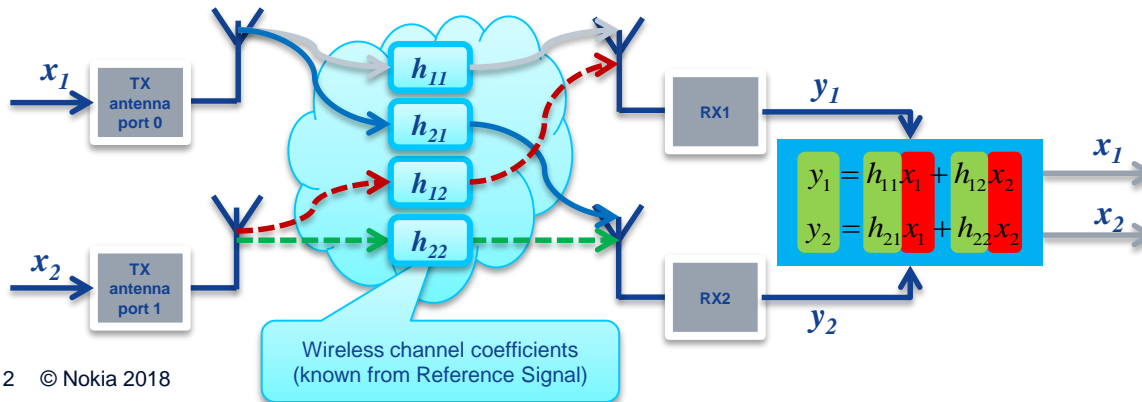 x1
TX
antenna
port 0
h11
h21
h12
h22
RX1
y1
y1 = h11x1 + h12x2
y2 = h21x1 + h22x2
x1
x2
x2
TX
antenna
port 1
RX2
y2
Wireless channel coefficients
(known from Reference Signal)
2 © Nokia 2018